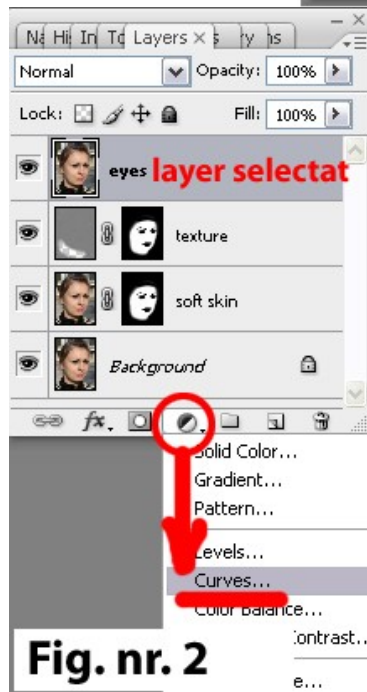 Layers
Normal Opacity: 100%
Lock: Fill: 100%
eyes layer selectat
texture
soft skin
Background
fx.
Solid Color...
Gradient...
Pattern...
Levels...
Curves...
Color Balance...
Contrast..
Fig. nr. 2
e...